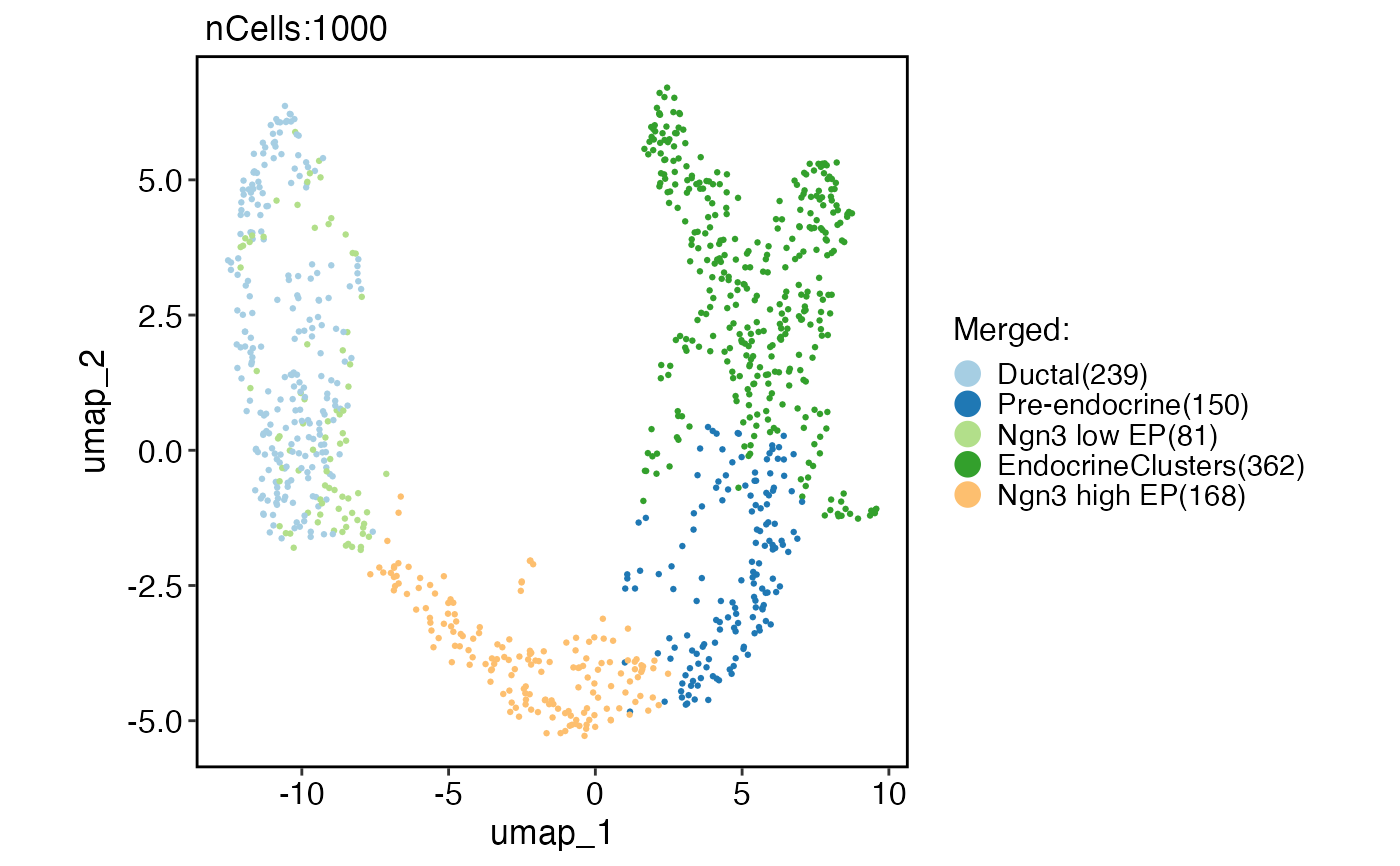 nCells:1000
5.0
2.5
0.0
-2.5
-5.0
umap_2
-10
-5
0
5
10
umap_1
Merged:
Ductal(239)
Pre-endocrine(150)
Ngn3 low EP(81)
EndocrineClusters(362)
Ngn3 high EP(168)